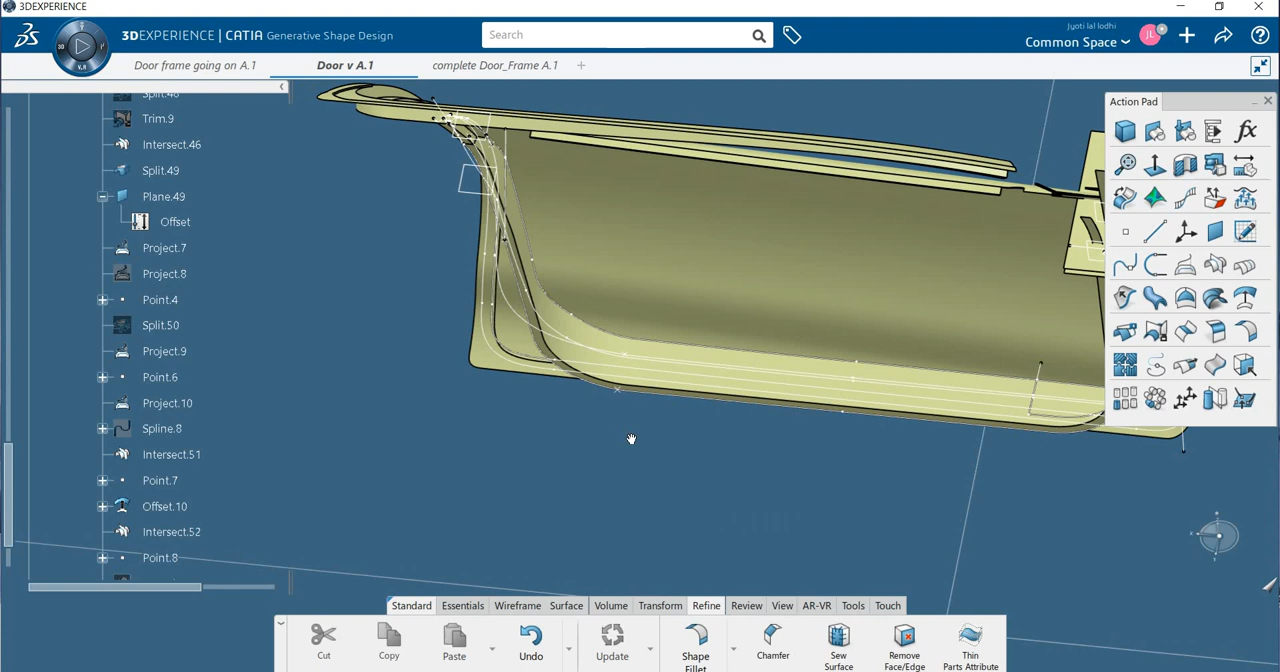 3DEXPERIENCE
3DEXPERIENCE | CATIA Generative Shape Design
Search
Jyoti lal lodhi
Common Space
JL
Door frame going on A.1
Door v A.1
complete Door_Frame A.1
Action Pad
Split.48
Trim.9
Intersect.46
Split.49
Plane.49
Offset
Project.7
Project.8
Point.4
Split.50
Project.9
Point.6
Project.10
Spline.8
Intersect.51
Point.7
Offset.10
Intersect.52
Point.8
Standard Essentials Wireframe Surface Volume Transform Refine Review View AR-VR Tools Touch
Cut Copy Paste Undo Update Shape Fillet Chamfer Sew Surface Remove Face/Edge Thin Parts Attribute